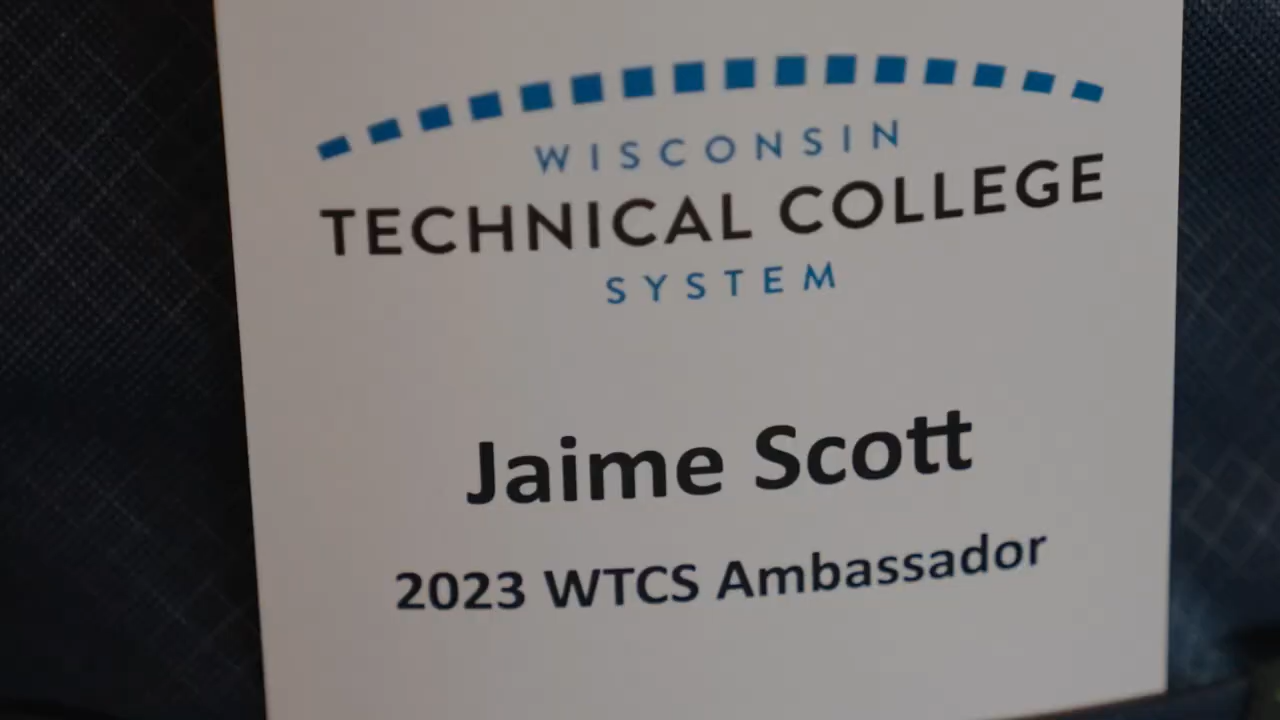 WISCONSIN
TECHNICAL COLLEGE
SYSTEM
Jaime Scott
2023 WTCS Ambassador